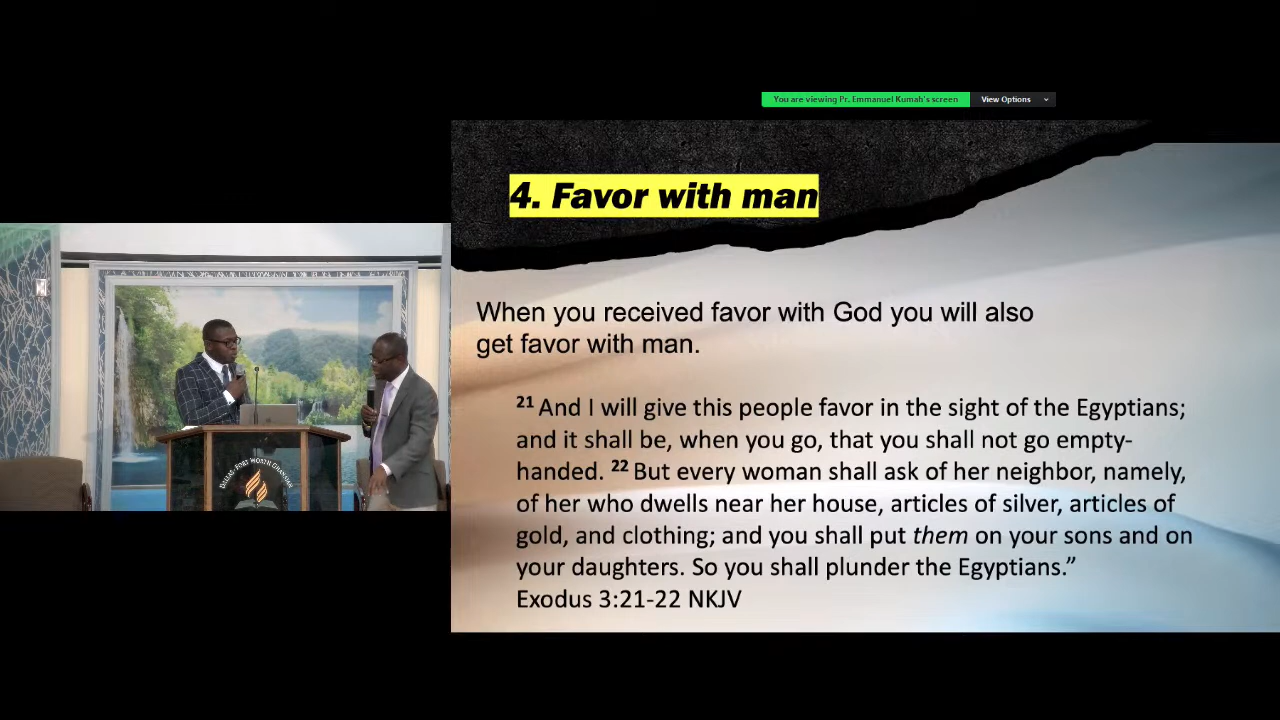 You are viewing Pr. Emmanuel Kumah's screen
View Options
4. Favor with man
When you received favor with God you will also
get favor with man.
21 And I will give this people favor in the sight of the Egyptians;
and it shall be, when you go, that you shall not go empty-
handed. 22 But every woman shall ask of her neighbor, namely,
of her who dwells near her house, articles of silver, articles of
gold, and clothing; and you shall put them on your sons and on
your daughters. So you shall plunder the Egyptians.”
Exodus 3:21-22 NKJV